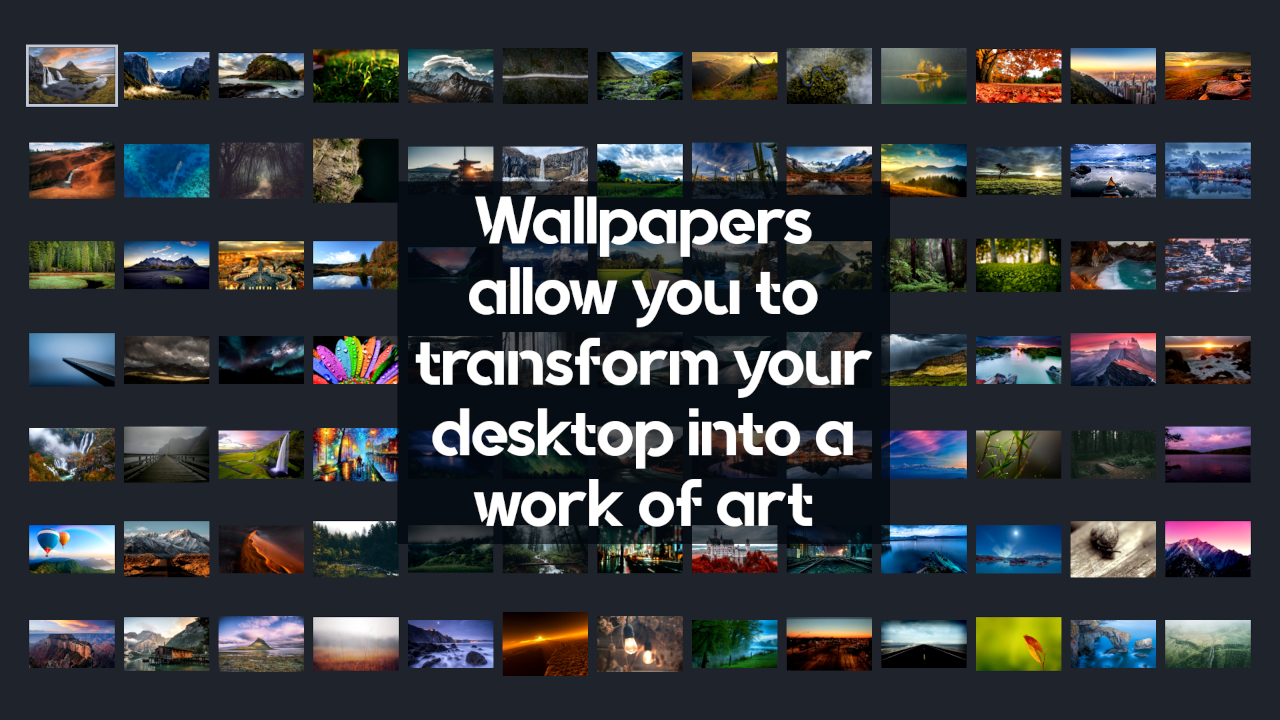 Wallpapers
allow you to
transform your
desktop into a
work of art